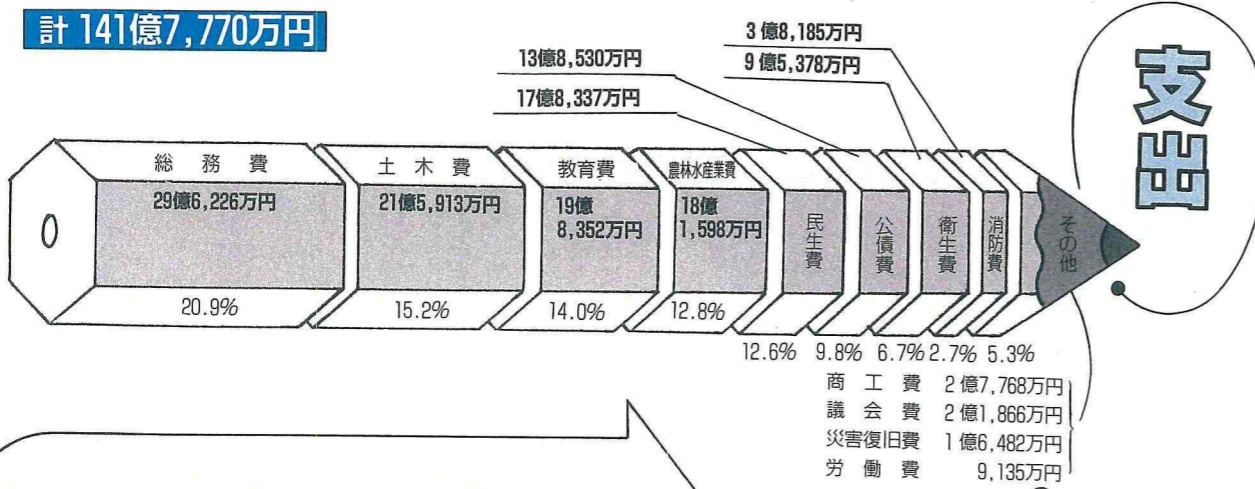 計 141億7,770万円
支出
13億8,530万円
17億8,337万円
3億8,185万円
9億5,378万円
総務費
29億6,226万円
20.9%
土木費
21億5,913万円
15.2%
教育費
19億
8,352万円
14.0%
農林水産業費
18億
1,598万円
12.8%
民生費
公債費
衛生費
消防費
その他
12.6% 9.8% 6.7% 2.7% 5.3%
商工費 2億7,768万円
議会費 2億1,866万円
災害復旧費 1億6,482万円
労働費 9,135万円